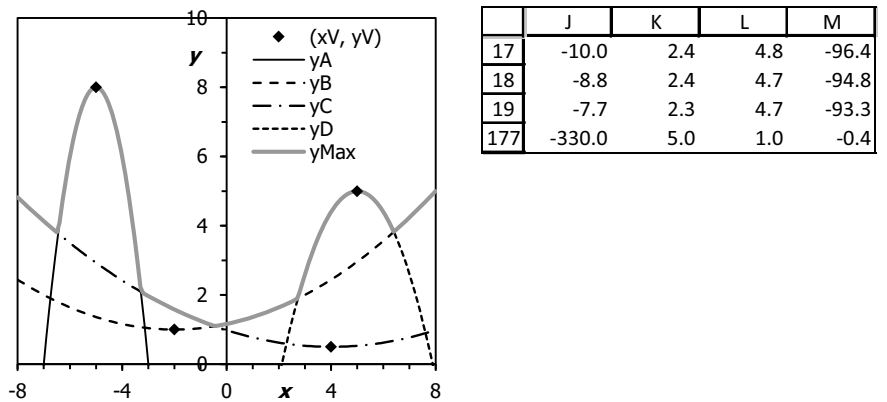 10
8
6
4
2
0
y
(xV, yV)
yA
yB
yC
yD
yMax
-8 -4 0 4 8
x
J K L M
17 -10.0 2.4 4.8 -96.4
18 -8.8 2.4 4.7 -94.8
19 -7.7 2.3 4.7 -93.3
177 -330.0 5.0 1.0 -0.4